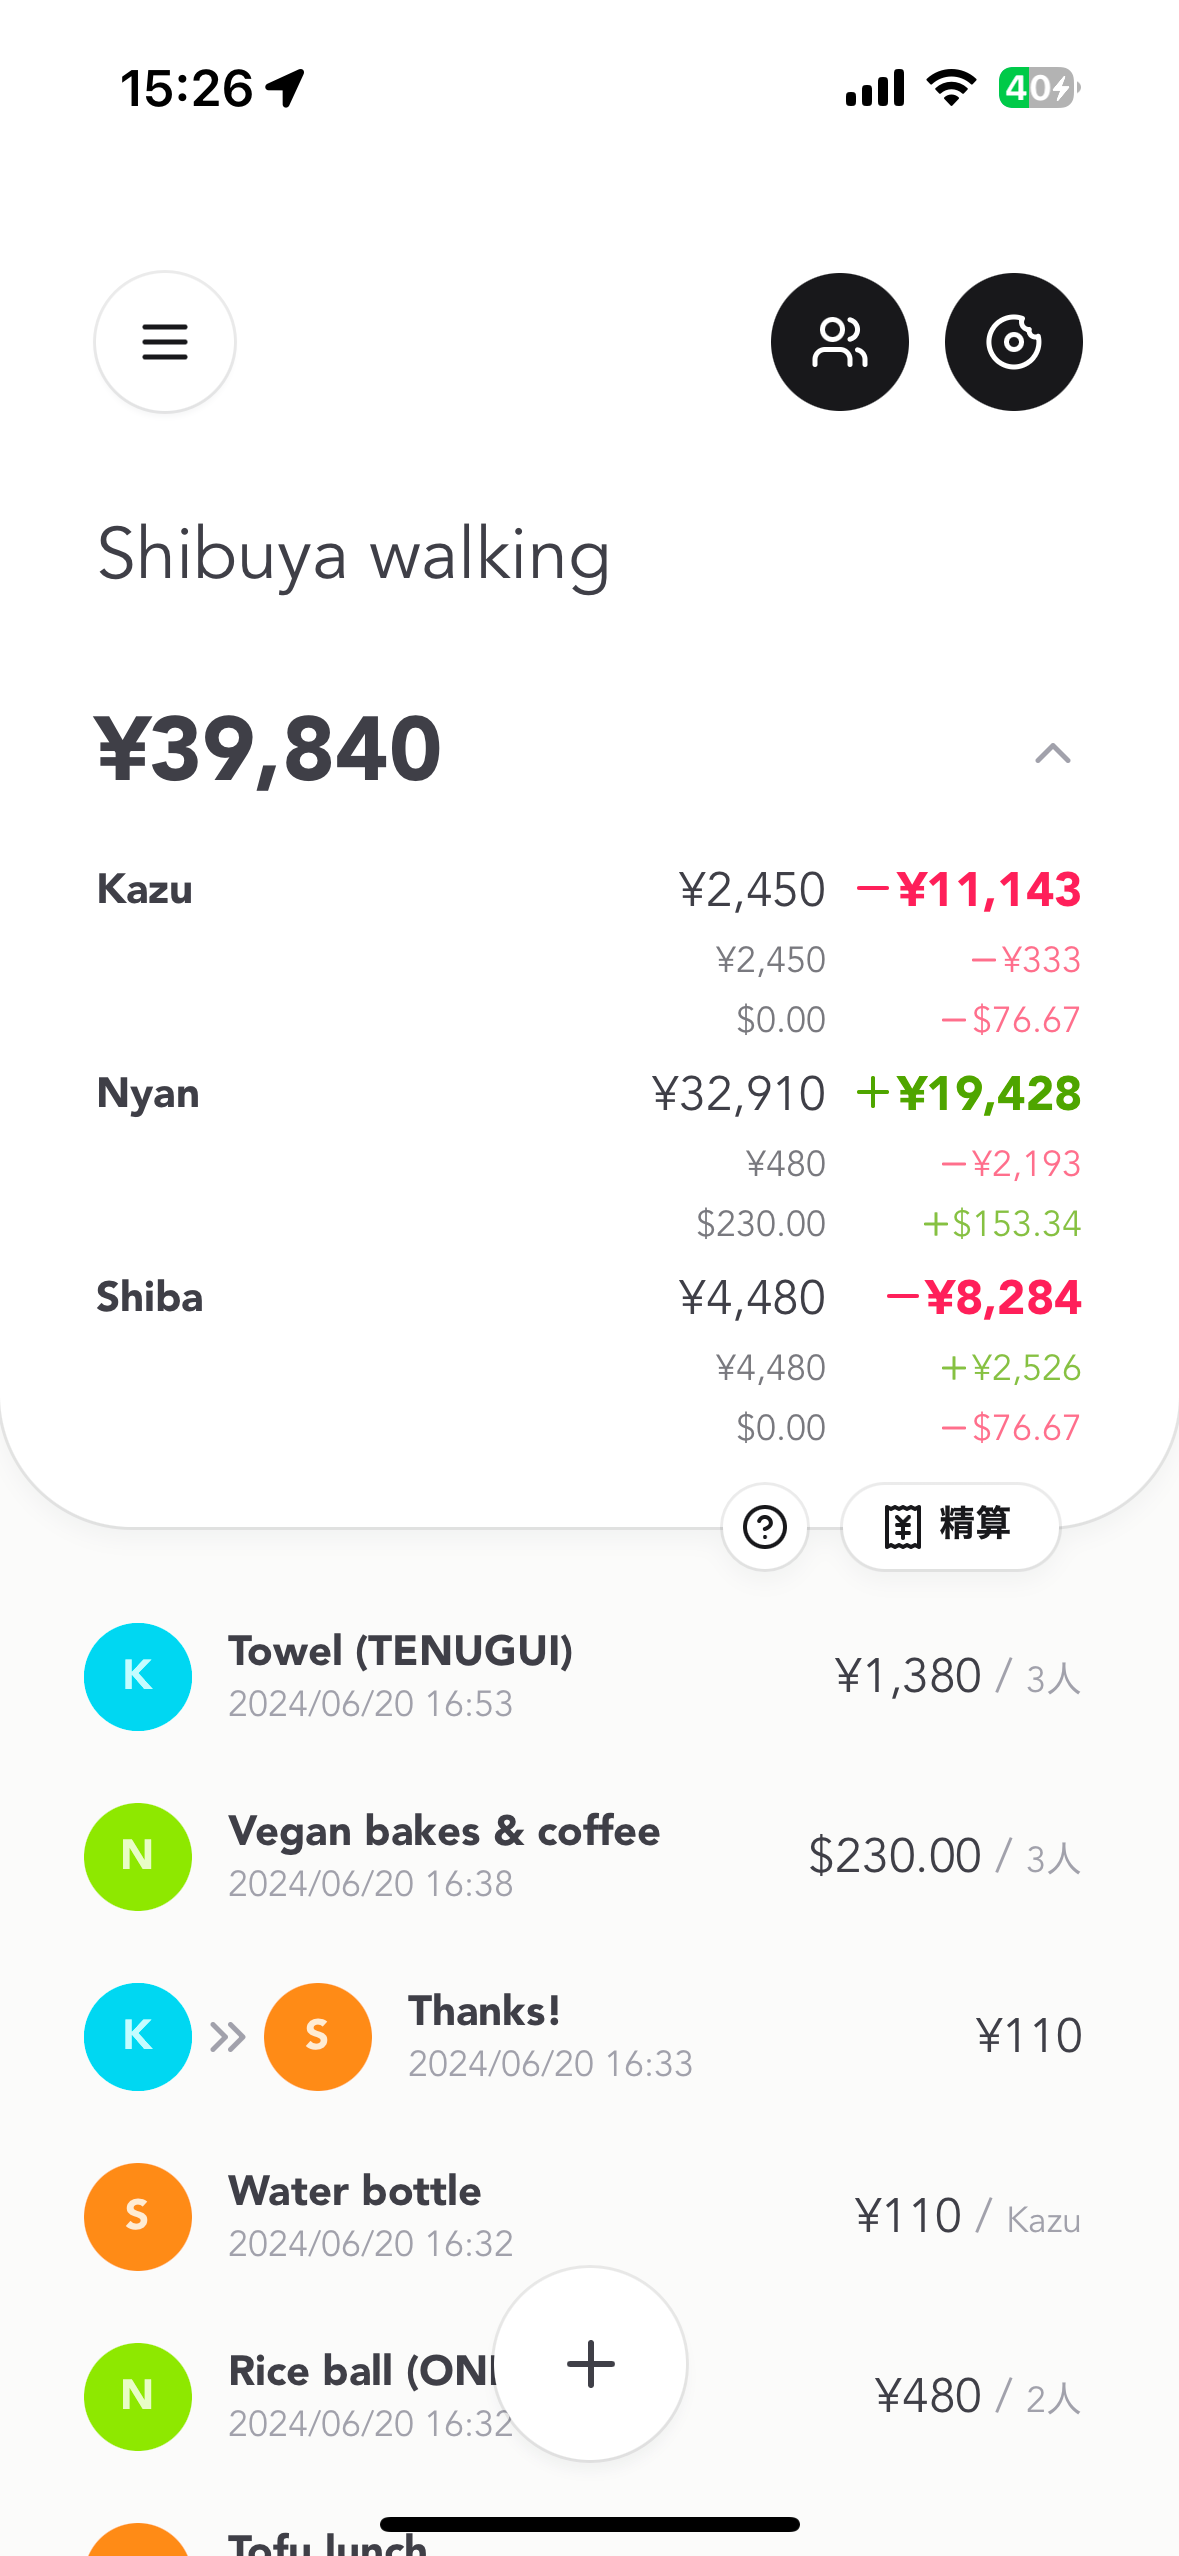 15:26
40
Shibuya walking
¥39,840
Kazu ¥2,450 −¥11,143
¥2,450 −¥333
$0.00 −$76.67
Nyan ¥32,910 +¥19,428
¥480 −¥2,193
$230.00 +$153.34
Shiba ¥4,480 −¥8,284
¥4,480 +¥2,526
$0.00 −$76.67
精算
K Towel (TENUGUI) ¥1,380 / 3人
2024/06/20 16:53
N Vegan bakes & coffee $230.00 / 3人
2024/06/20 16:38
K S Thanks! ¥110
2024/06/20 16:33
S Water bottle ¥110 / Kazu
2024/06/20 16:32
N Rice ball ¥480 / 2人
2024/06/20 16:32
Tofu lunch